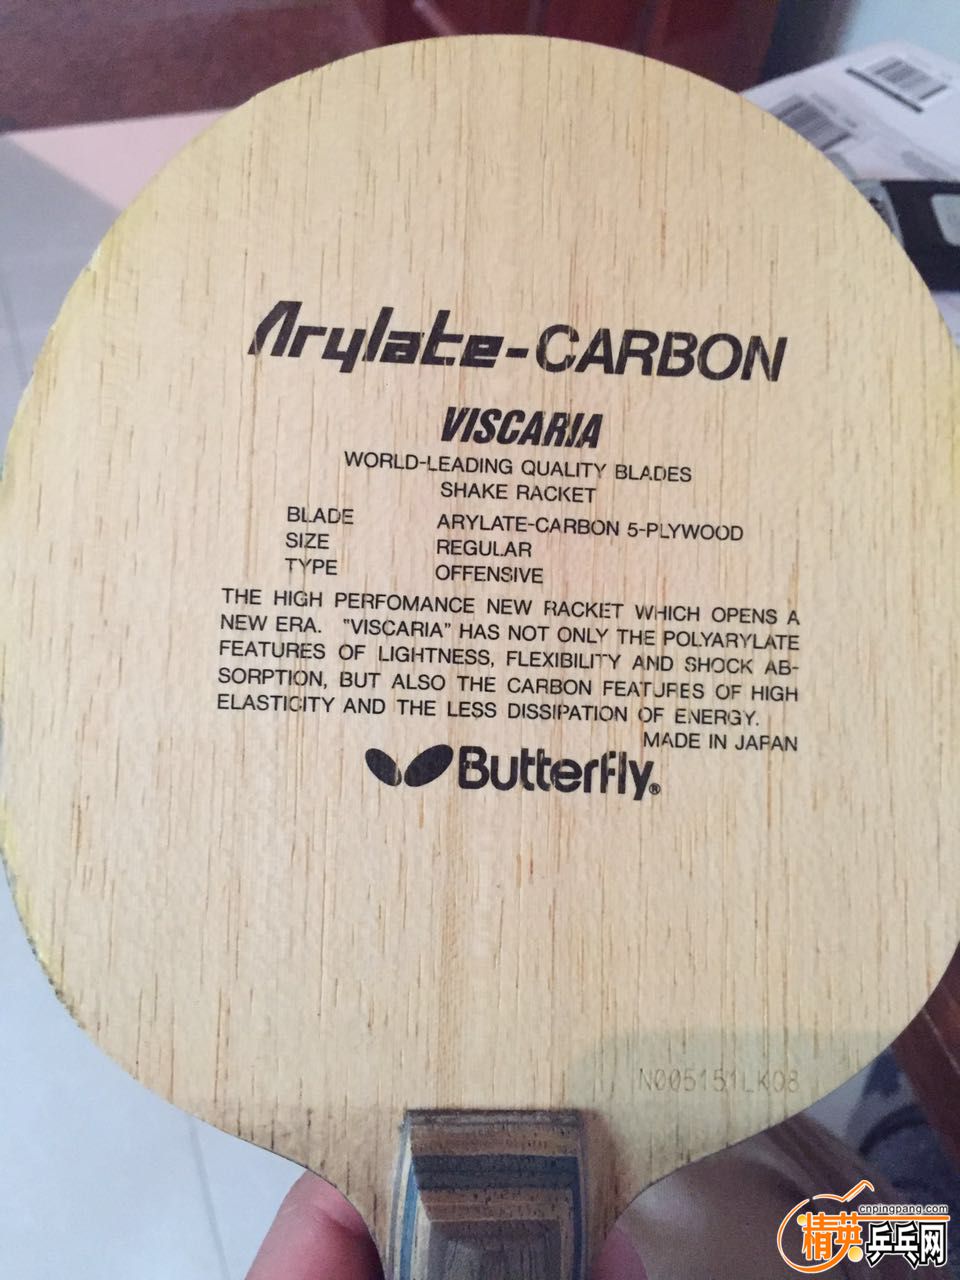 Arylate-CARBON
VISCARIA
WORLD-LEADING QUALITY BLADES
SHAKE RACKET
BLADE ARYLATE-CARBON 5-PLYWOOD
SIZE REGULAR
TYPE OFFENSIVE
THE HIGH PERFOMANCE NEW RACKET WHICH OPENS A
NEW ERA. "VISCARIA" HAS NOT ONLY THE POLYARYLATE
FEATURES OF LIGHTNESS, FLEXIBILITY AND SHOCK AB-
SORPTION, BUT ALSO THE CARBON FEATURES OF HIGH
ELASTICITY AND THE LESS DISSIPATION OF ENERGY.
MADE IN JAPAN
Butterfly®
N005151LK08
cnpingpang.com
精英乒乓网